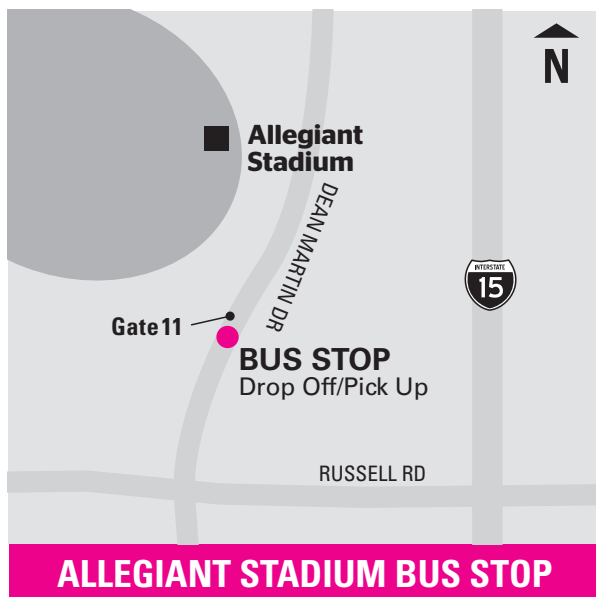 N
Allegiant
Stadium
DEAN MARTIN DR
INTERSTATE
15
Gate 11
BUS STOP
Drop Off/Pick Up
RUSSELL RD
ALLEGIANT STADIUM BUS STOP